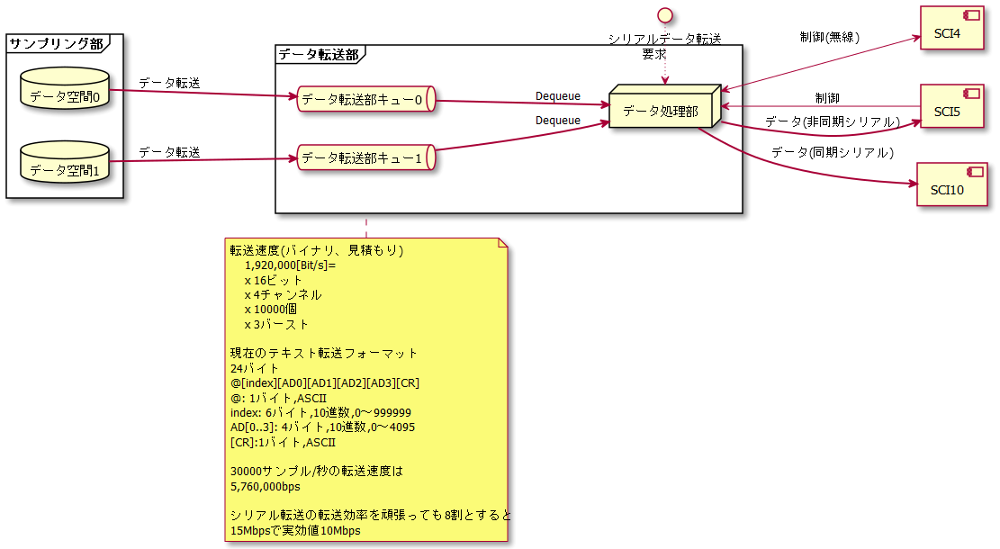 サンプリング部
データ空間0
データ空間1
データ転送
データ転送
データ転送部
データ転送部キュー0
データ転送部キュー1
Dequeue
Dequeue
シリアルデータ転送
要求
データ処理部
制御(無線)
制御
データ(非同期シリアル)
データ(同期シリアル)
SCI4
SCI5
SCI10
転送速度(バイナリ、見積もり)
1,920,000[Bit/s]=
x 16ビット
x 4チャンネル
x 10000個
x 3バースト
現在のテキスト転送フォーマット
24バイト
@[index][AD0][AD1][AD2][AD3][CR]
@: 1バイト,ASCII
index: 6バイト,10進数,0～999999
AD[0..3]: 4バイト,10進数,0～4095
[CR]:1バイト,ASCII
30000サンプル/秒の転送速度は
5,760,000bps
シリアル転送の転送効率を頑張っても8割とすると
15Mbpsで実効値10Mbps